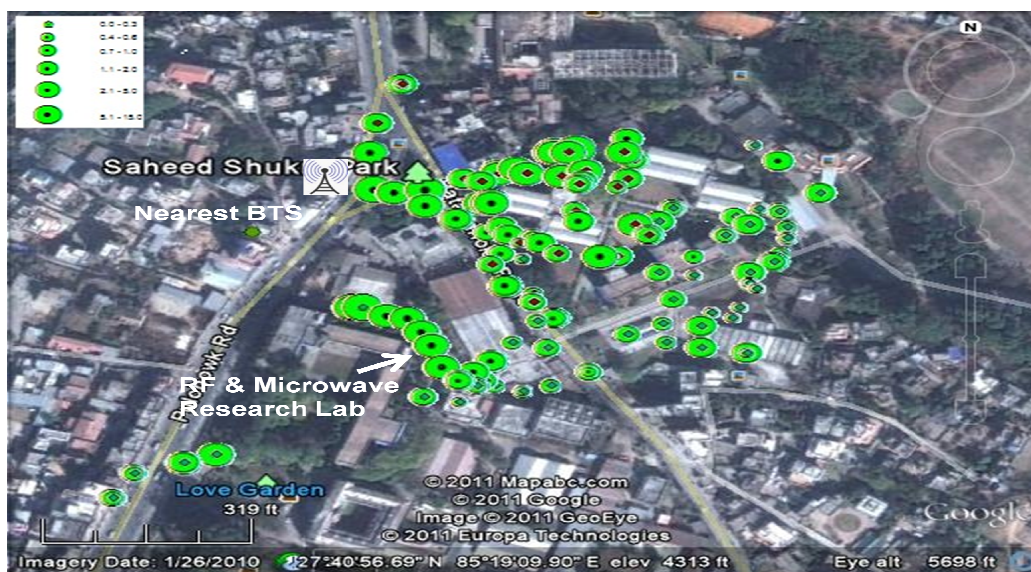 0.0 - 0.3
0.4 - 0.6
0.7 - 1.0
1.1 - 2.0
2.1 - 5.0
5.1 - 15.0
N
Saheed Shuk Park
Nearest BTS
RF & Microwave
Research Lab
Love Garden
319 ft
© 2011 Mapabc.com
© 2011 Google
Image © 2011 GeoEye
© 2011 Europa Technologies
Google
Imagery Date: 1/26/2010
27°40'56.69" N 85°19'09.90" E elev 4313 ft
Eye alt 5698 ft